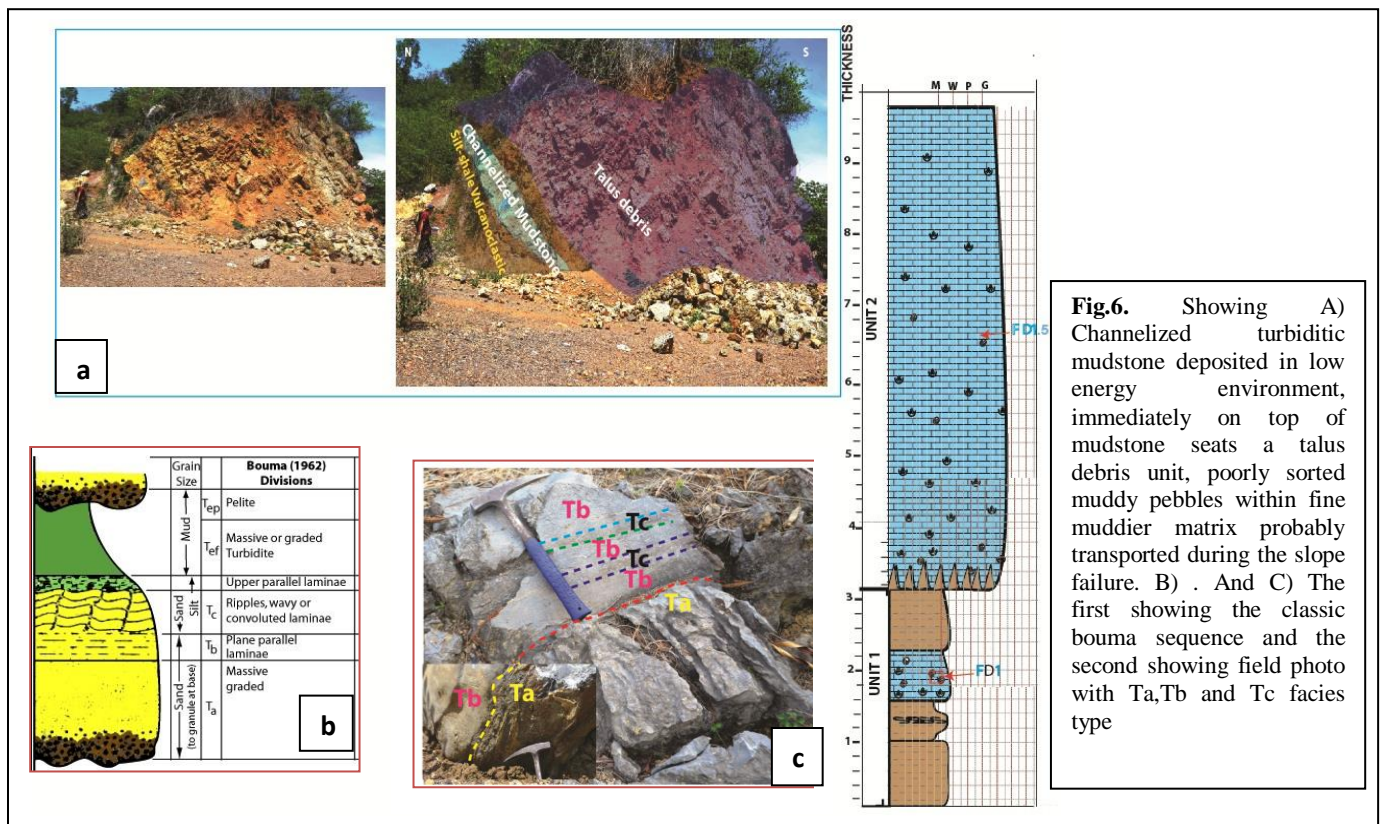 N
S
Silt-shale Vulcanoclastic
Channelized Mudstone
Talus debris
a
Grain
Size
Bouma (1962)
Divisions
Mud
Silt
Sand
Sand
(to granule at base)
Tep Pelite
Tef Massive or graded
Turbidite
Upper parallel laminae
Tc Ripples, wavy or
convoluted laminae
Tb Plane parallel
laminae
Ta Massive
graded
b
Tb
Tc
Tb
Tc
Tb
Ta
Tb
Ta
c
THICKNESS
M W P G
9
8
7
6
5
4
3
2
1
UNIT 2
UNIT 1
FD1.5
FD1
Fig.6. Showing A)
Channelized turbiditic
mudstone deposited in low
energy environment,
immediately on top of
mudstone seats a talus
debris unit, poorly sorted
muddy pebbles within fine
muddier matrix probably
transported during the slope
failure. B) . And C) The
first showing the classic
bouma sequence and the
second showing field photo
with Ta,Tb and Tc facies
type